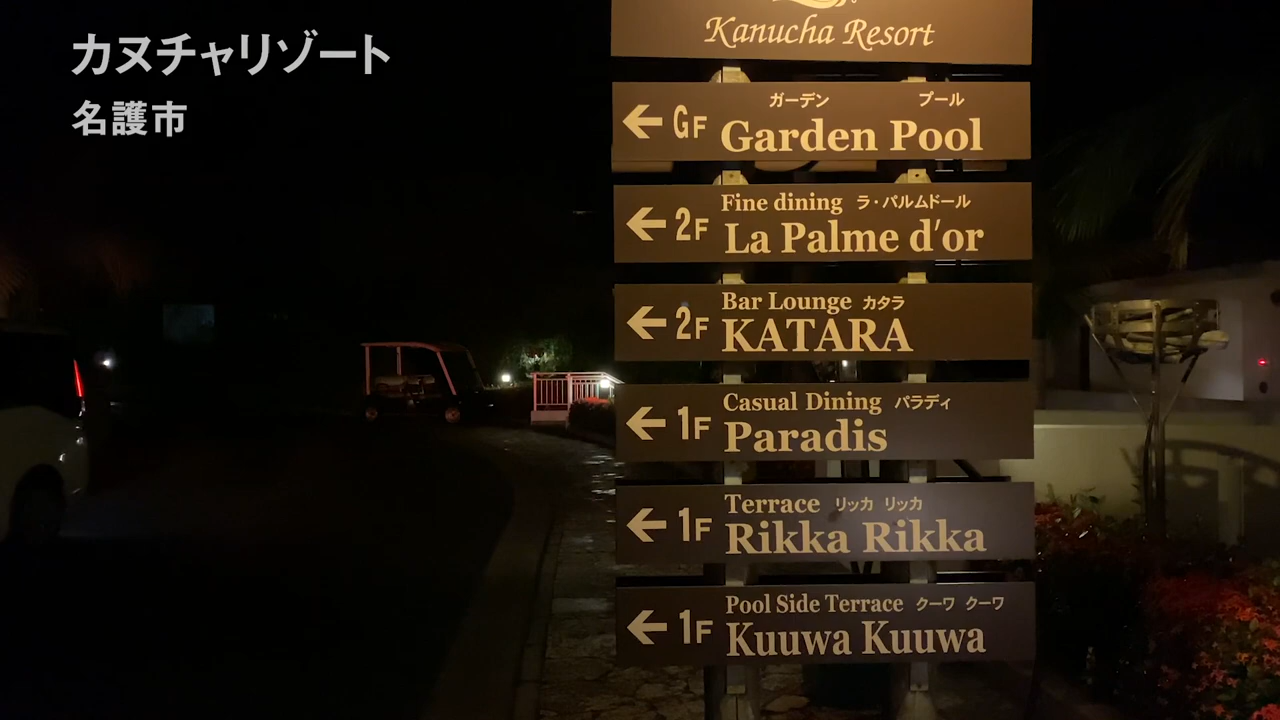 カヌチャリゾート
名護市
Kanucha Resort
ガーデン プール
← GF Garden Pool
Fine dining ラ・パルムドール
← 2F La Palme d'or
Bar Lounge カタラ
← 2F KATARA
Casual Dining パラディ
← 1F Paradis
Terrace リッカ リッカ
← 1F Rikka Rikka
Pool Side Terrace クーワ クーワ
← 1F Kuuwa Kuuwa